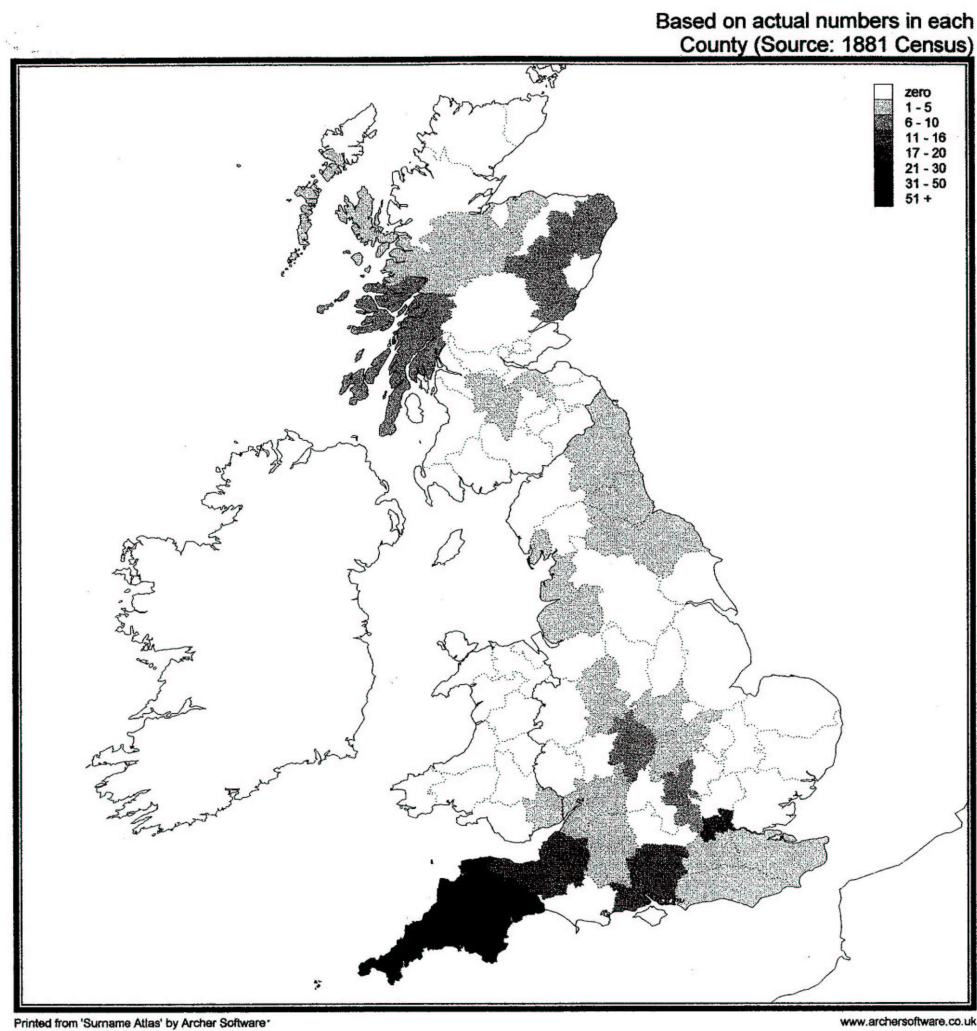 Based on actual numbers in each
County (Source: 1881 Census)
zero
1 - 5
6 - 10
11 - 16
17 - 20
21 - 30
31 - 50
51 +
Printed from 'Surname Atlas' by Archer Software
www.archersoftware.co.uk